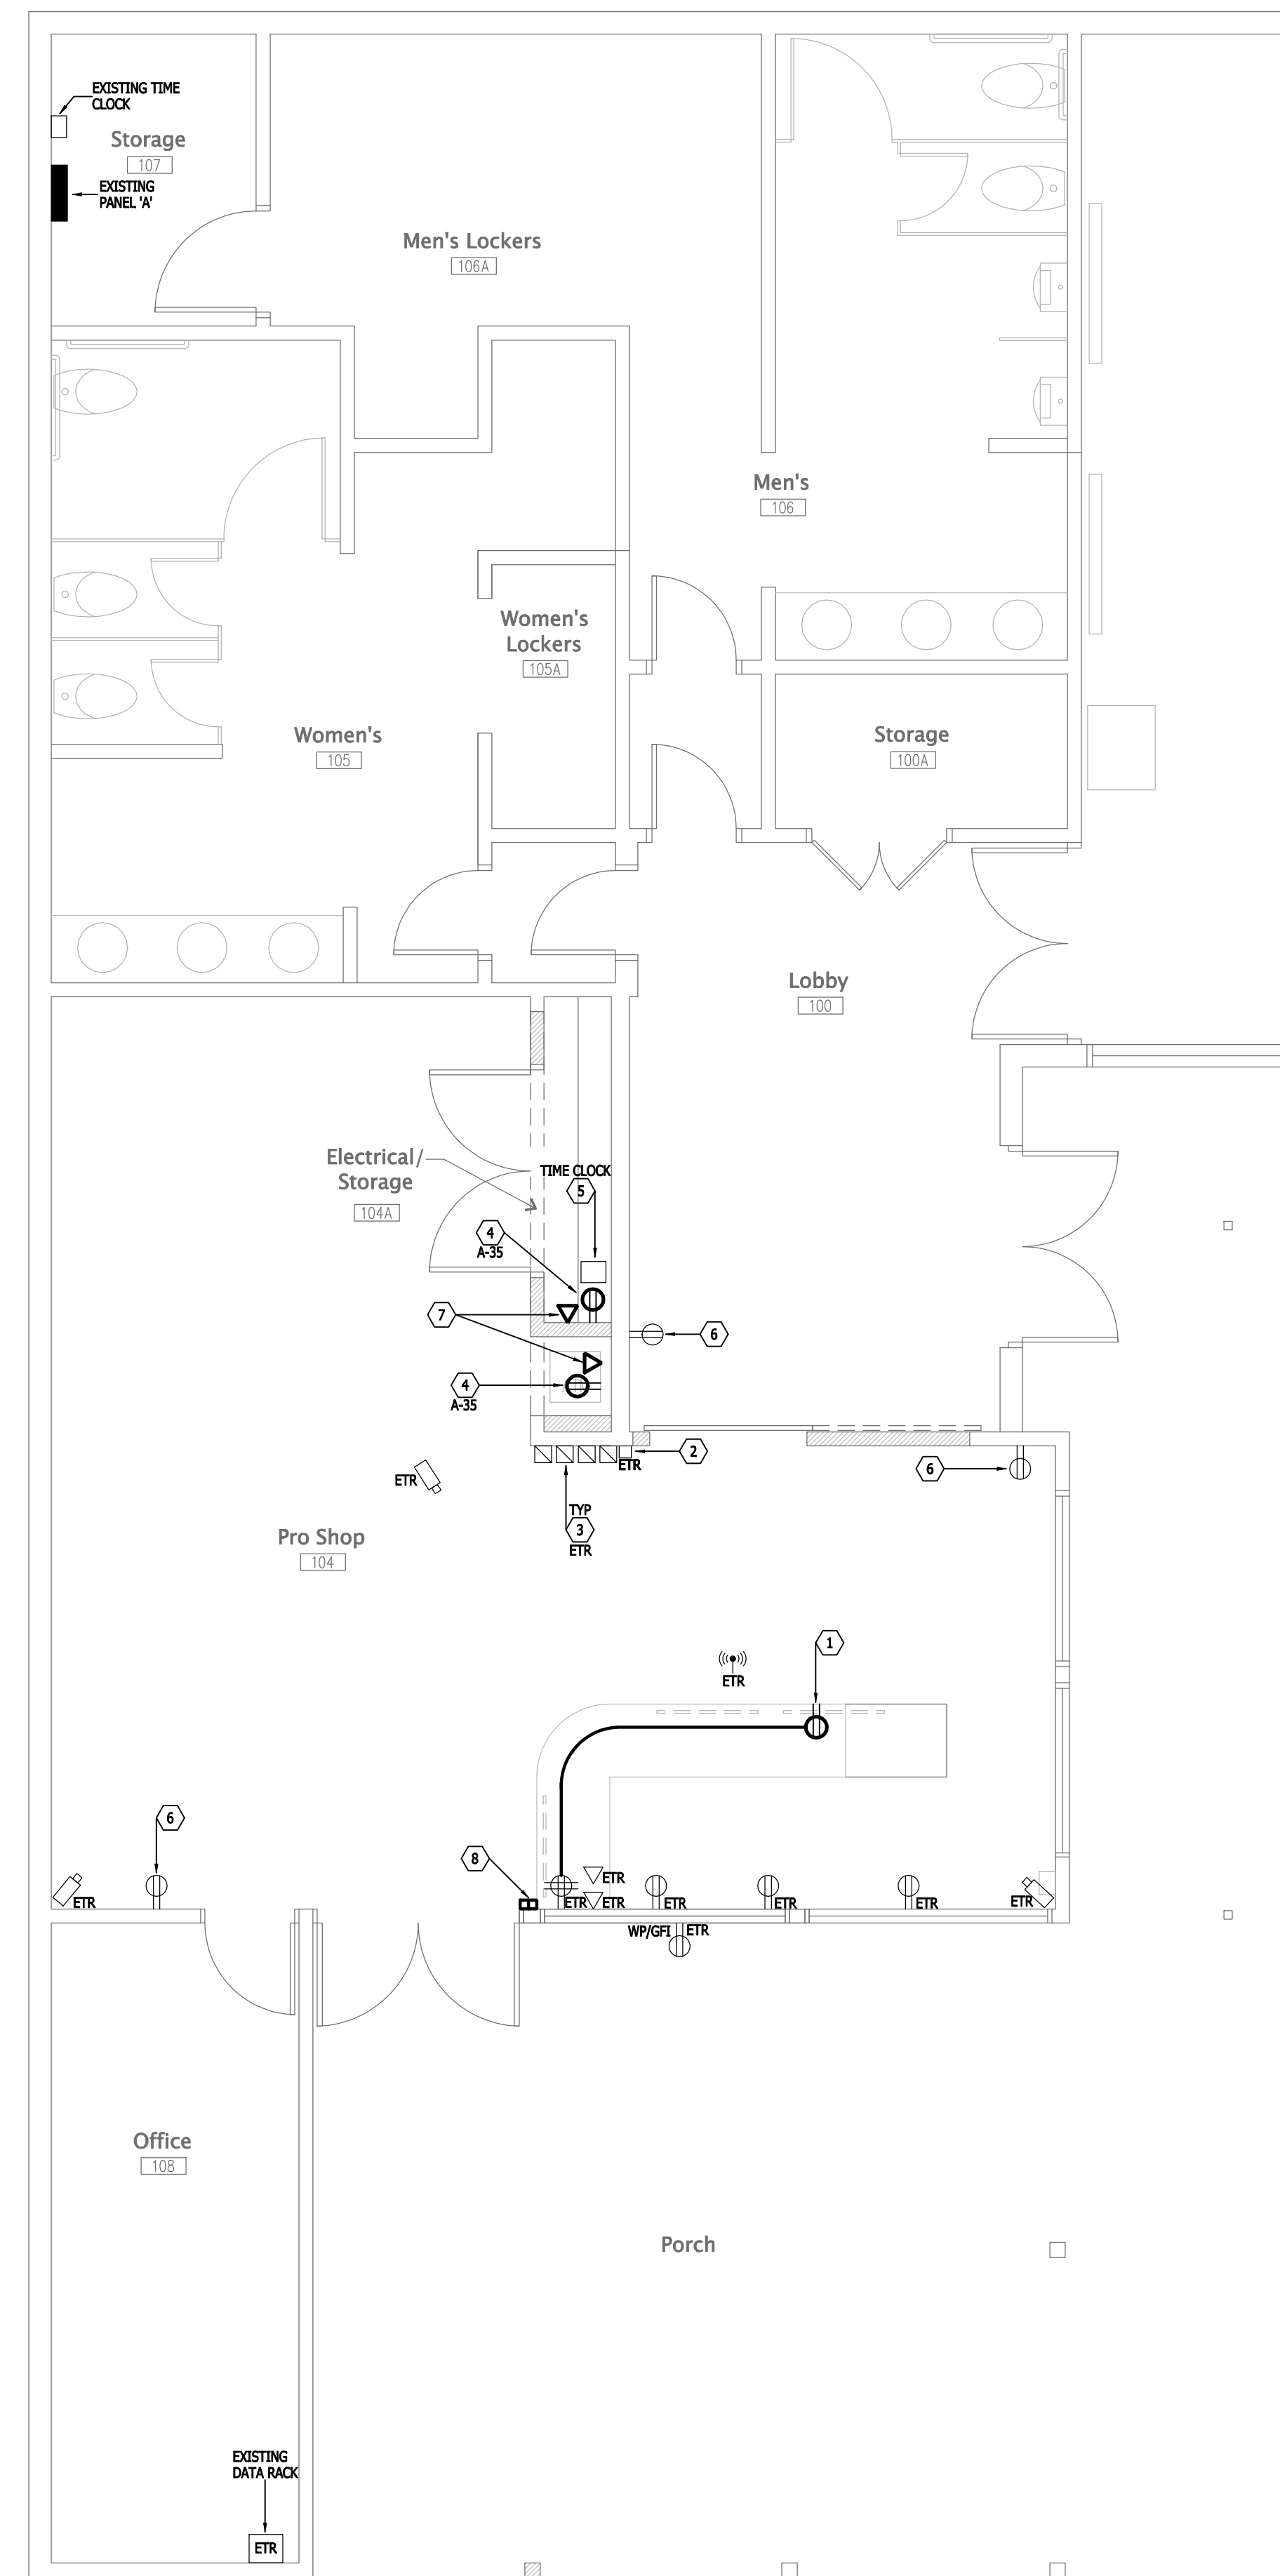 EXISTING TIME
CLOCK
Storage
107
EXISTING
PANEL 'A'
Men's Lockers
106A
Men's
106
Women's
Lockers
105A
Women's
105
Storage
100A
Lobby
100
Electrical/
Storage
104A
TIME CLOCK
5
4
A-35
7
6
4
A-35
2
ETR
6
ETR
TYP
3
ETR
Pro Shop
104
1
ETR
6
8
ETR
ETR
ETR
ETR
ETR
ETR
ETR
ETR
WP/GFI
ETR
Office
108
Porch
EXISTING
DATA RACK
ETR